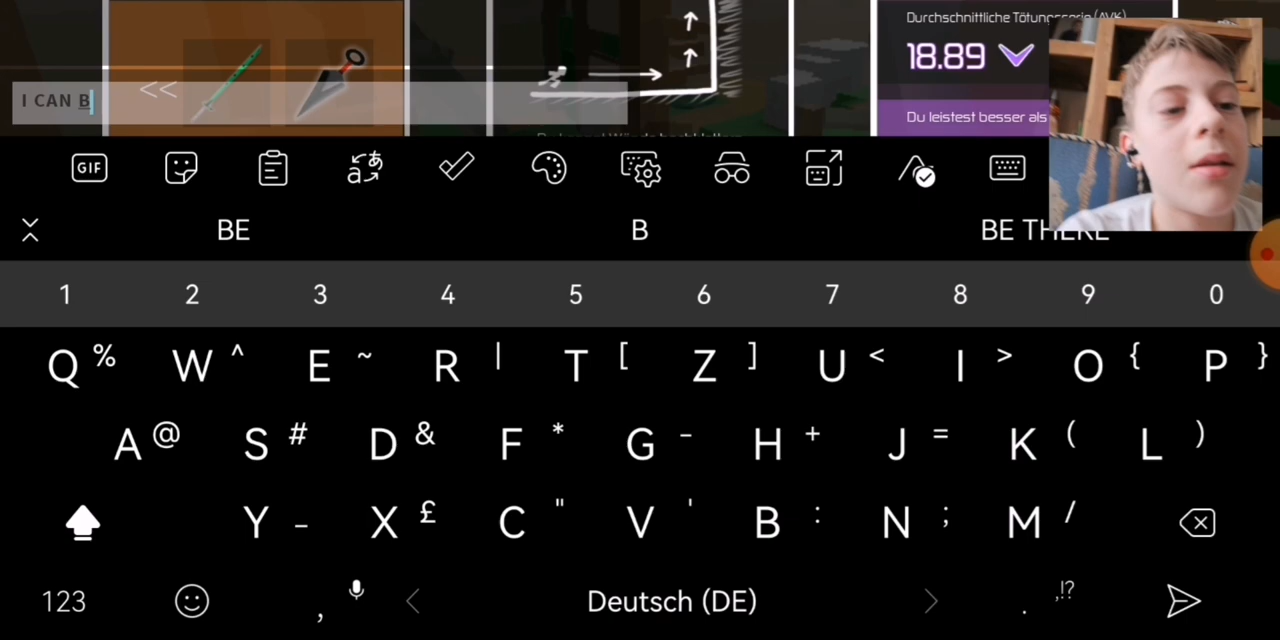 Durchschnittliche Tötungsserie (AVK)
18.89
I CAN B
<<
Du leistest besser als
GIF
BE B BE THERE
1 2 3 4 5 6 7 8 9 0
Q % W ^ E ~ R | T [ Z ] U < I > O { P }
A @ S # D & F * G - H + J = K ( L )
Y _ X £ C " V ' B : N ; M /
123 , < Deutsch (DE) > . ,!?